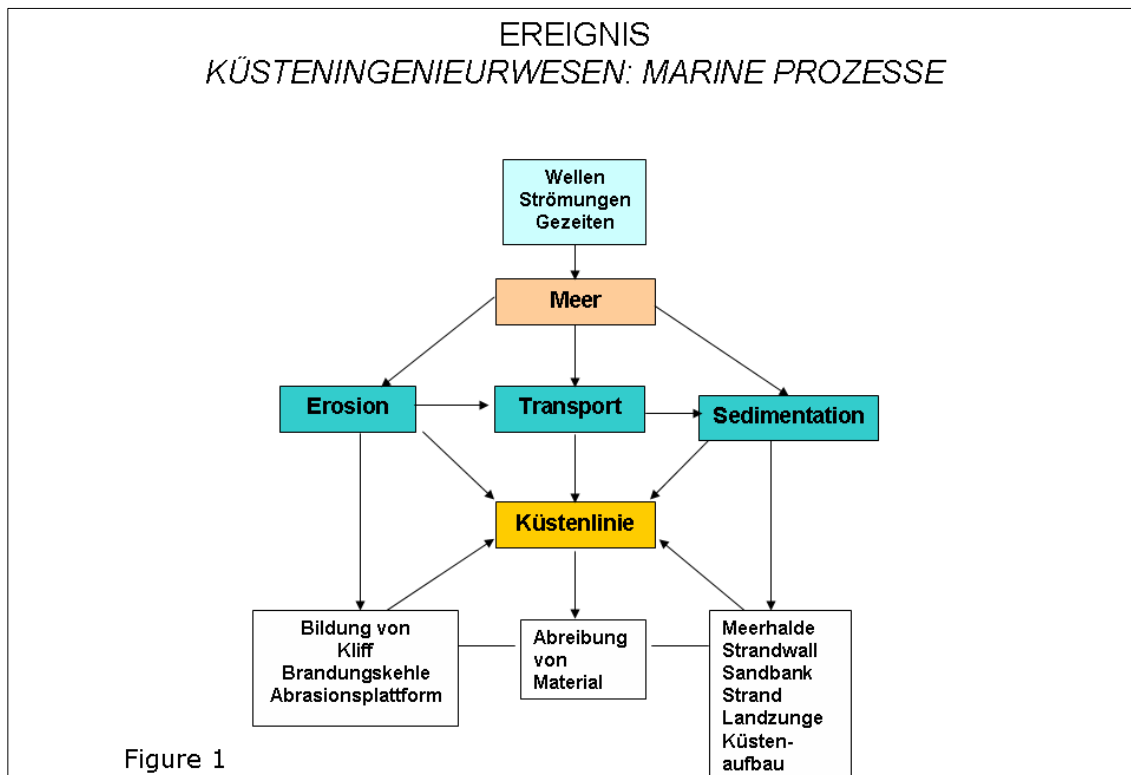 EREIGNIS
KÜSTENINGENIEURWESEN: MARINE PROZESSE
Wellen
Strömungen
Gezeiten
Meer
Erosion
Transport
Sedimentation
Küstenlinie
Bildung von
Kliff
Brandungskehle
Abrasionsplattform
Abreibung
von
Material
Meerhalde
Strandwall
Sandbank
Strand
Landzunge
Küsten-
aufbau
Figure 1